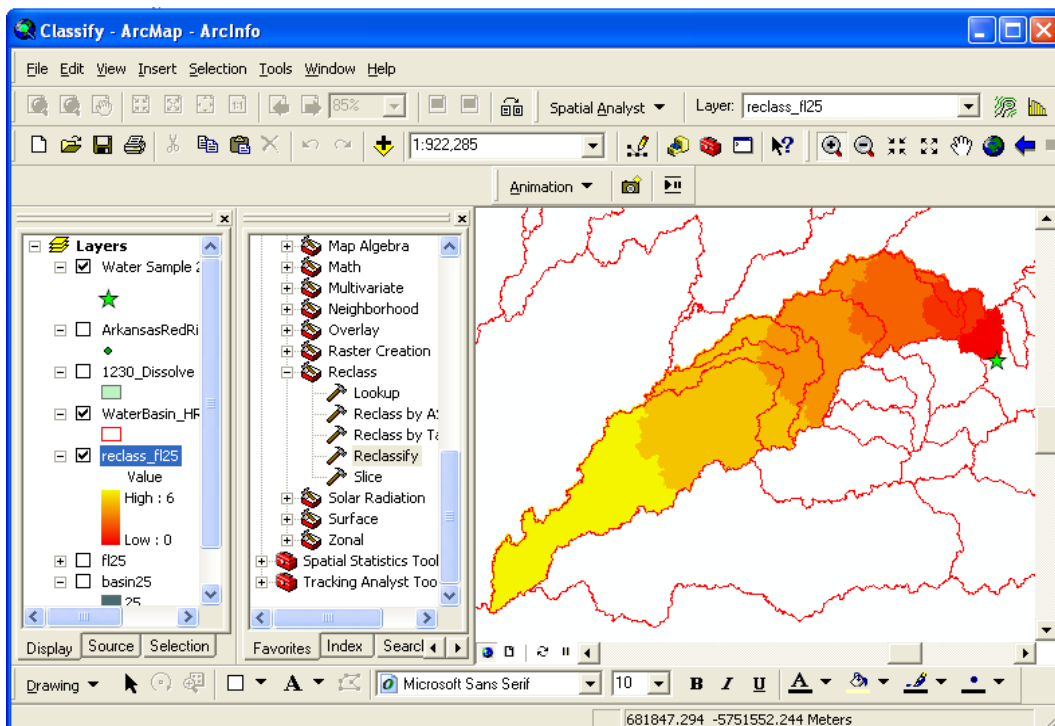 Classify - ArcMap - ArcInfo
File Edit View Insert Selection Tools Window Help
85% Spatial Analyst Layer: reclass_fl25
1:922,285
Animation
Layers
Water Sample
ArkansasRedRi
1230_Dissolve
WaterBasin_HR
reclass_fl25
Value
High : 6
Low : 0
fl25
basin25
25
Display Source Selection
Map Algebra
Math
Multivariate
Neighborhood
Overlay
Raster Creation
Reclass
Lookup
Reclass by
Reclass by Ta
Reclassify
Slice
Solar Radiation
Surface
Zonal
Spatial Statistics Tool
Tracking Analyst Too
Favorites Index Search
Drawing A Microsoft Sans Serif 10 B I U A
681847.294 -5751552.244 Meters